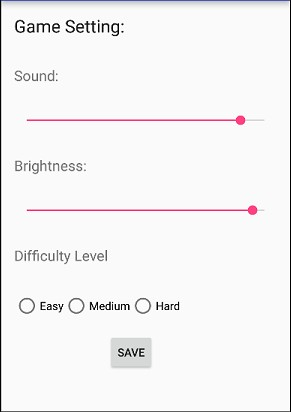 Game Setting:
Sound:
Brightness:
Difficulty Level
Easy Medium Hard
SAVE